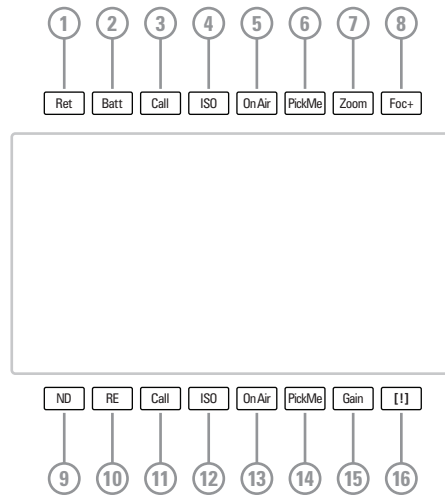 1 2 3 4 5 6 7 8
Ret Batt Call ISO On Air PickMe Zoom Foc+
ND RE Call ISO On Air PickMe Gain [!]
9 10 11 12 13 14 15 16